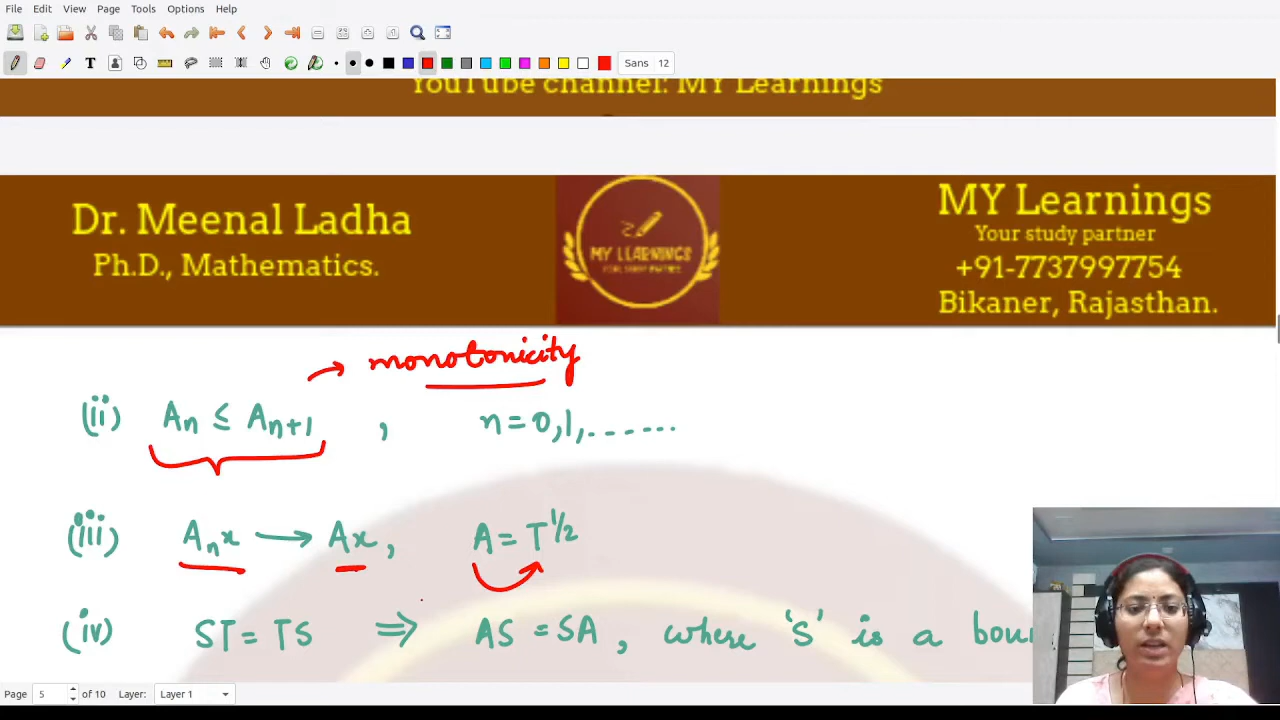 File Edit View Page Tools Options Help
Sans 12
YouTube channel: MY Learnings
Dr. Meenal Ladha
Ph.D., Mathematics.
MY LEARNINGS
MY Learnings
Your study partner
+91-7737997754
Bikaner, Rajasthan.
→ monotonicity
(ii) Aₙ ≤ Aₙ₊₁ , n = 0,1,.......
(iii) Aₙx → Ax, A = T^1/2
(iv) ST = TS ⇒ AS = SA, where 'S' is a boun
Page 5 of 10 Layer: Layer 1